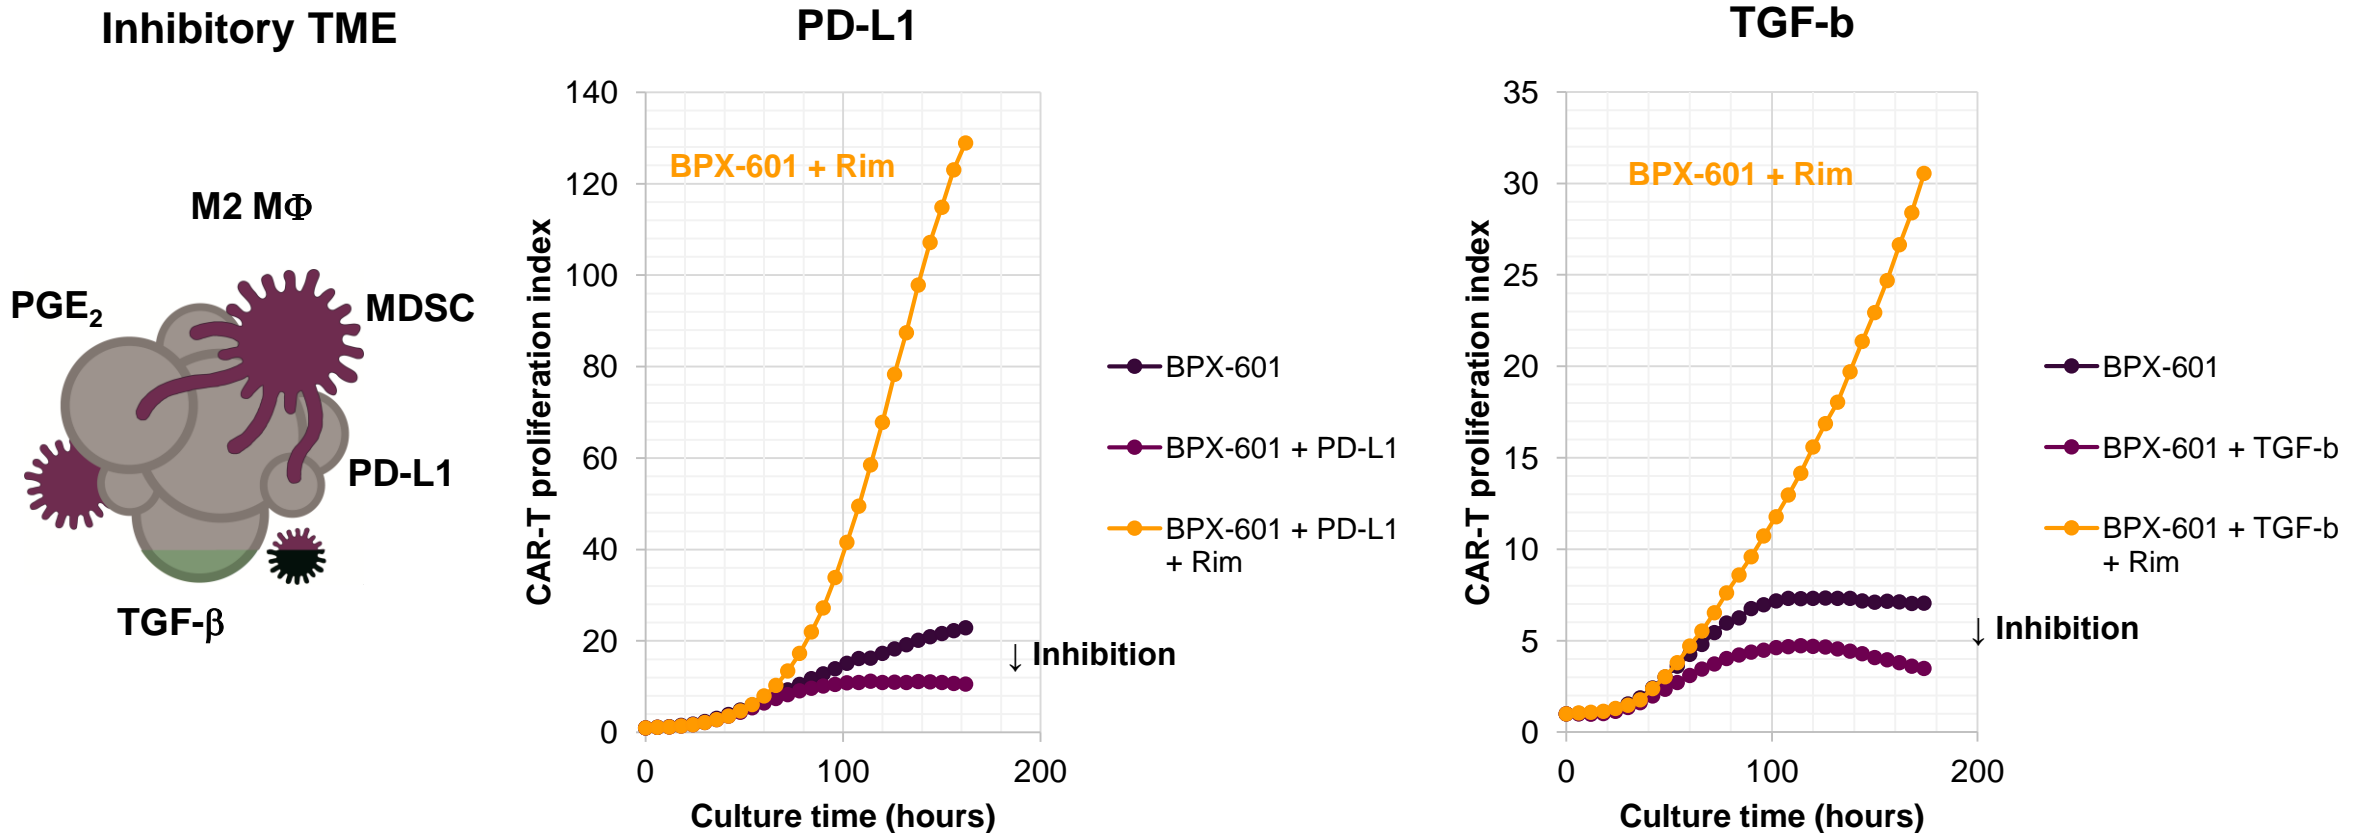 Inhibitory TME
M2 MΦ
PGE2
MDSC
PD-L1
TGF-β
PD-L1
140
120
100
80
60
40
20
0
0
100
200
CAR-T proliferation index
Culture time (hours)
BPX-601 + Rim
BPX-601
BPX-601 + PD-L1
BPX-601 + PD-L1
+ Rim
↓ Inhibition
TGF-b
35
30
25
20
15
10
5
0
0
100
200
CAR-T proliferation index
Culture time (hours)
BPX-601 + Rim
BPX-601
BPX-601 + TGF-b
BPX-601 + TGF-b
+ Rim
↓ Inhibition